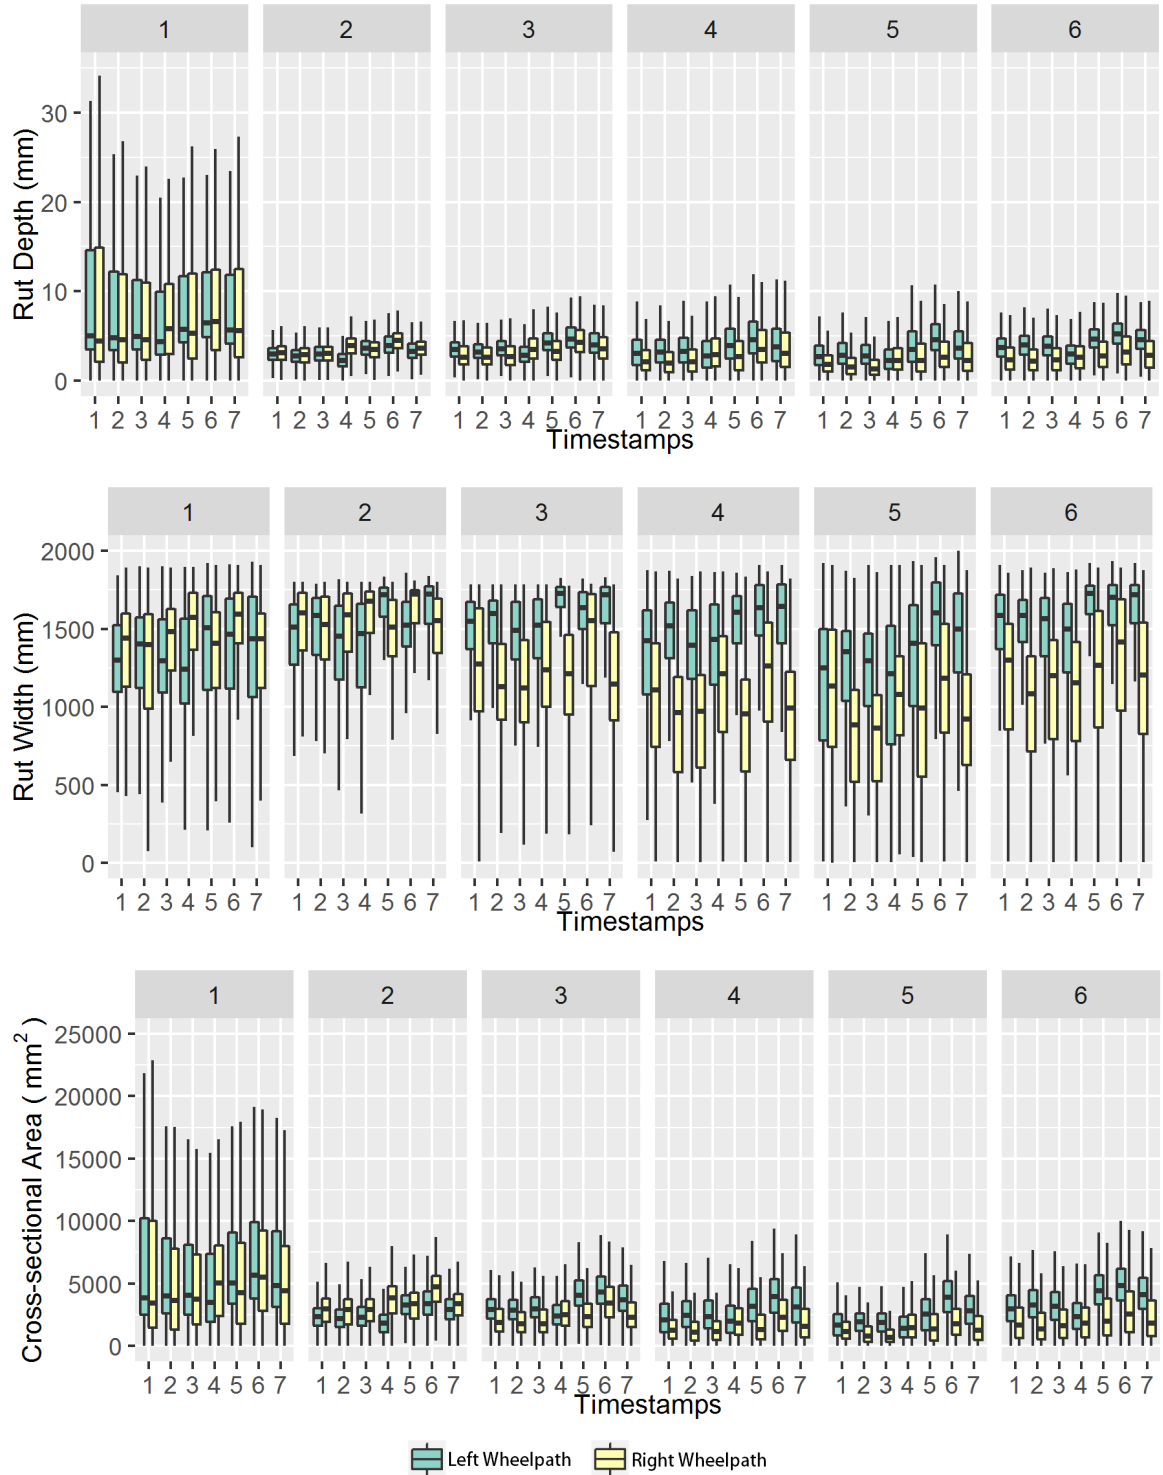 1 2 3 4 5 6
Rut Depth (mm)
30
20
10
0
1 2 3 4 5 6 7 1 2 3 4 5 6 7 1 2 3 4 5 6 7 1 2 3 4 5 6 7 1 2 3 4 5 6 7 1 2 3 4 5 6 7
Timestamps
1 2 3 4 5 6
Rut Width (mm)
2000
1500
1000
500
0
1 2 3 4 5 6 7 1 2 3 4 5 6 7 1 2 3 4 5 6 7 1 2 3 4 5 6 7 1 2 3 4 5 6 7 1 2 3 4 5 6 7
Timestamps
1 2 3 4 5 6
Cross-sectional Area ( mm² )
25000
20000
15000
10000
5000
0
1 2 3 4 5 6 7 1 2 3 4 5 6 7 1 2 3 4 5 6 7 1 2 3 4 5 6 7 1 2 3 4 5 6 7 1 2 3 4 5 6 7
Timestamps
Left Wheelpath Right Wheelpath